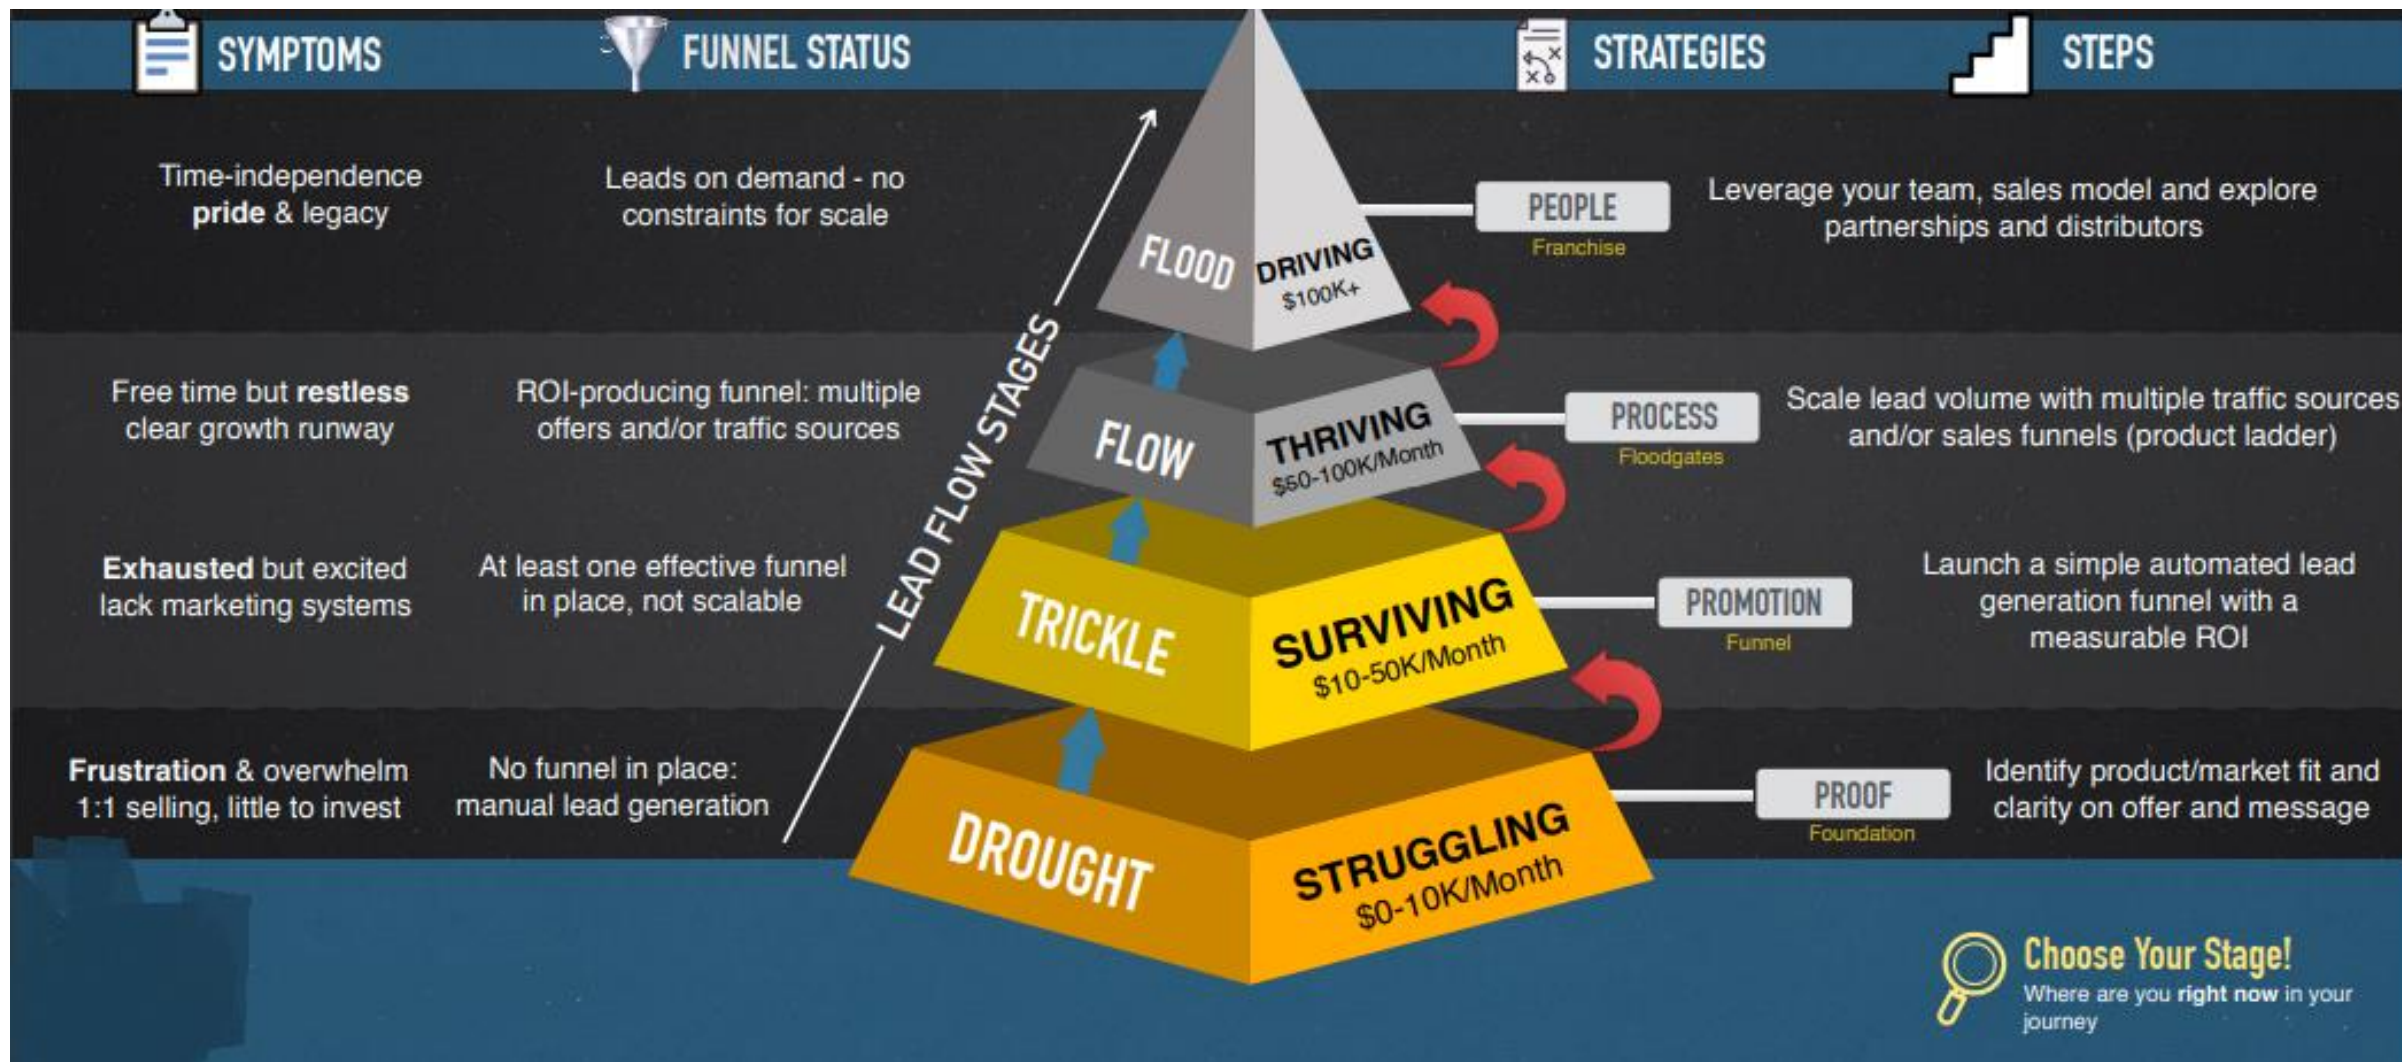 SYMPTOMS
FUNNEL STATUS
STRATEGIES
STEPS
Time-independence
pride & legacy
Leads on demand - no
constraints for scale
FLOOD
DRIVING
$100K+
PEOPLE
Franchise
Leverage your team, sales model and explore
partnerships and distributors
LEAD FLOW STAGES
Free time but restless
clear growth runway
ROI-producing funnel: multiple
offers and/or traffic sources
FLOW
THRIVING
$50-100K/Month
PROCESS
Floodgates
Scale lead volume with multiple traffic sources
and/or sales funnels (product ladder)
Exhausted but excited
lack marketing systems
At least one effective funnel
in place, not scalable
TRICKLE
SURVIVING
$10-50K/Month
PROMOTION
Funnel
Launch a simple automated lead
generation funnel with a
measurable ROI
Frustration & overwhelm
1:1 selling, little to invest
No funnel in place:
manual lead generation
DROUGHT
STRUGGLING
$0-10K/Month
PROOF
Foundation
Identify product/market fit and
clarity on offer and message
Choose Your Stage!
Where are you right now in your
journey